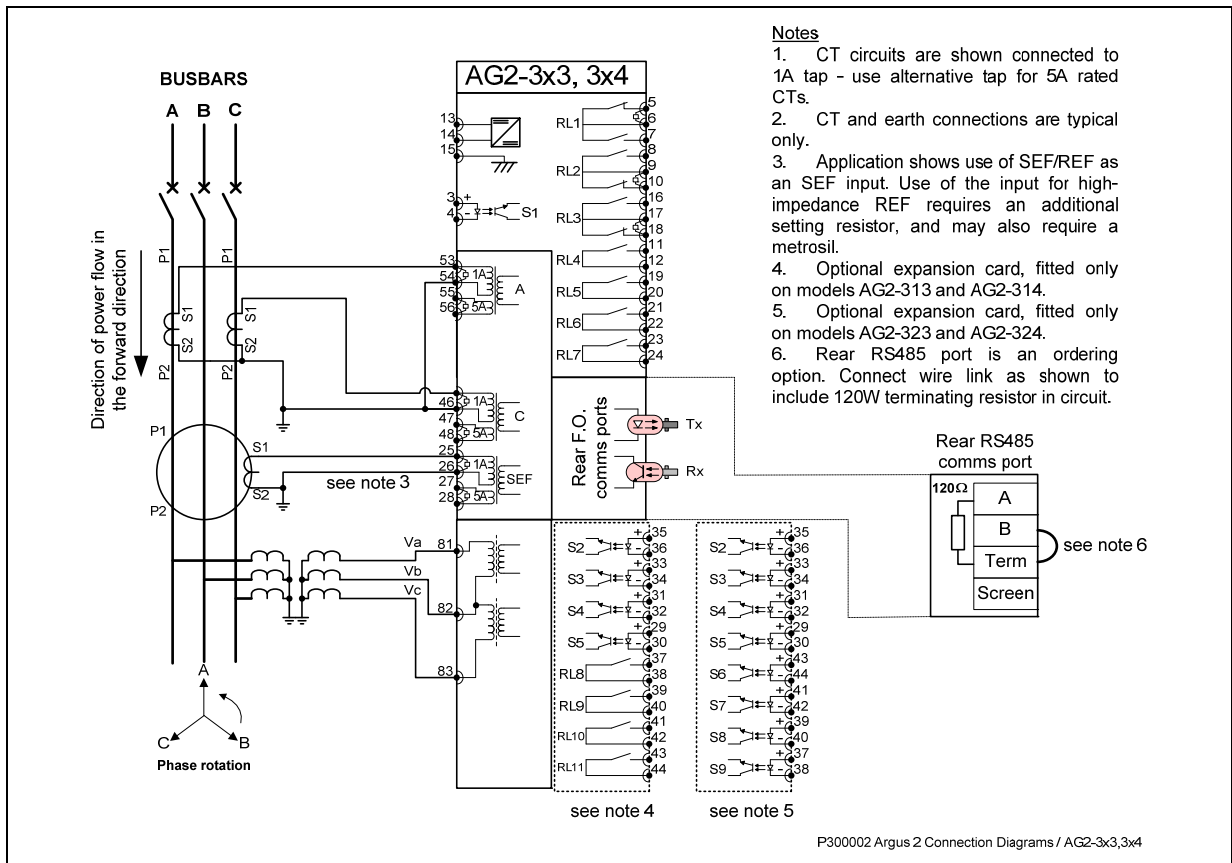 BUSBARS
A B C
AG2-3x3, 3x4
Notes
1. CT circuits are shown connected to
1A tap - use alternative tap for 5A rated
CTs.
2. CT and earth connections are typical
only.
3. Application shows use of SEF/REF as
an SEF input. Use of the input for high-
impedance REF requires an additional
setting resistor, and may also require a
metrosil.
4. Optional expansion card, fitted only
on models AG2-313 and AG2-314.
5. Optional expansion card, fitted only
on models AG2-323 and AG2-324.
6. Rear RS485 port is an ordering
option. Connect wire link as shown to
include 120W terminating resistor in circuit.
Direction of power flow in
the forward direction
P1
P1
S1
S1
S2
S2
P2
P2
P1
S1
S2
P2
see note 3
13
14
15
3 +
4 -
S1
53
54 1A
55
56 5A
A
46 1A
47
48 5A
C
25
26 1A
27
28 5A
SEF
Va 81
Vb
82
Vc
83
RL1
5
6
7
RL2
8
9
10
RL3
16
17
18
RL4
11
12
RL5
19
20
RL6
21
22
RL7
23
24
Rear F.O.
comms ports
Tx
Rx
S2 + 35
- 36
S3 + 33
- 34
S4 + 31
- 32
S5 + 29
- 30
RL8 37
38
RL9 39
40
RL10 41
42
RL11 43
44
see note 4
S2 + 35
- 36
S3 + 33
- 34
S4 + 31
- 32
S5 + 29
- 30
S6 + 43
- 44
S7 + 41
- 42
S8 + 39
- 40
S9 + 37
- 38
see note 5
Rear RS485
comms port
120Ω
A
B
Term
Screen
see note 6
A
C
B
Phase rotation
P300002 Argus 2 Connection Diagrams / AG2-3x3,3x4